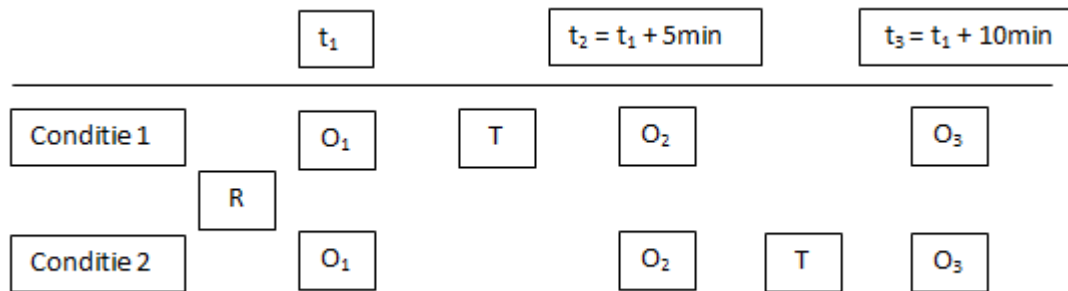 t₁ t₂ = t₁ + 5min t₃ = t₁ + 10min
Conditie 1 O₁ T O₂ O₃
R
Conditie 2 O₁ O₂ T O₃